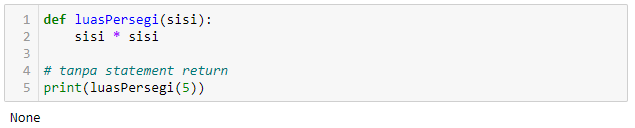 1 def luasPersegi(sisi):
2     sisi * sisi
3
4 # tanpa statement return
5 print(luasPersegi(5))
None